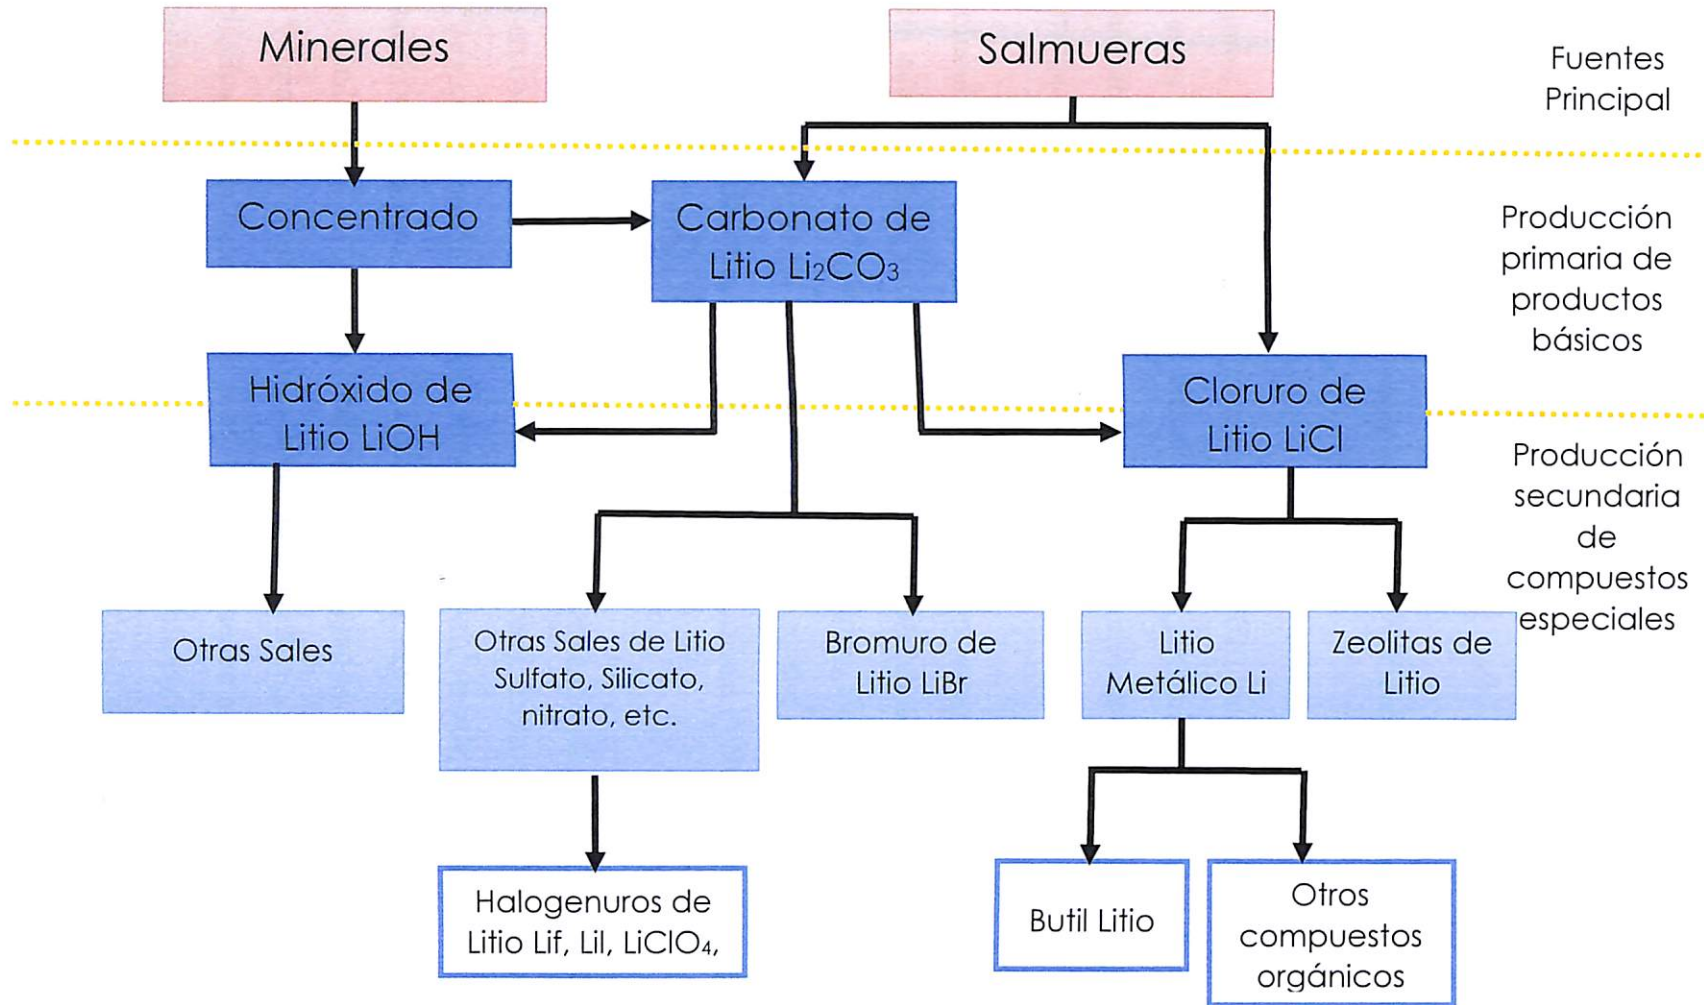 Minerales
Salmueras
Fuentes
Principal
Concentrado
Carbonato de
Litio Li₂CO₃
Producción
primaria de
productos
básicos
Hidróxido de
Litio LiOH
Cloruro de
Litio LiCl
Producción
secundaria
de
compuestos
especiales
Otras Sales
Otras Sales de Litio
Sulfato, Silicato,
nitrato, etc.
Bromuro de
Litio LiBr
Litio
Metálico Li
Zeolitas de
Litio
Halogenuros de
Litio Lif, LiI, LiClO₄,
Butil Litio
Otros
compuestos
orgánicos